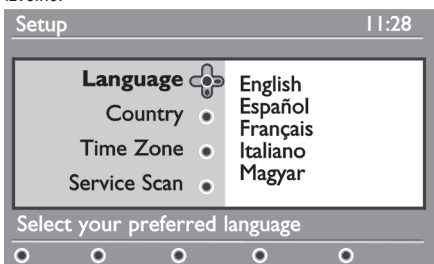 Setup 11:28
Language
Country
Time Zone
Service Scan
English
Español
Français
Italiano
Magyar
Select your preferred language